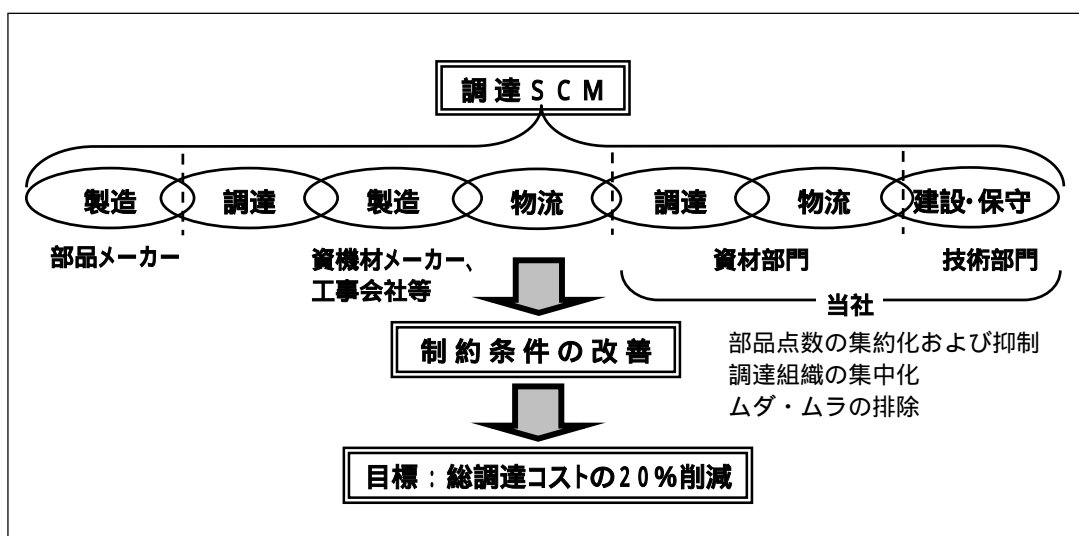 調達SCM
製造 調達 製造 物流 調達 物流 建設・保守
部品メーカー 資機材メーカー、 資材部門 技術部門
工事会社等
当社
制約条件の改善
部品点数の集約化および抑制
調達組織の集中化
ムダ・ムラの排除
目標:総調達コストの20%削減